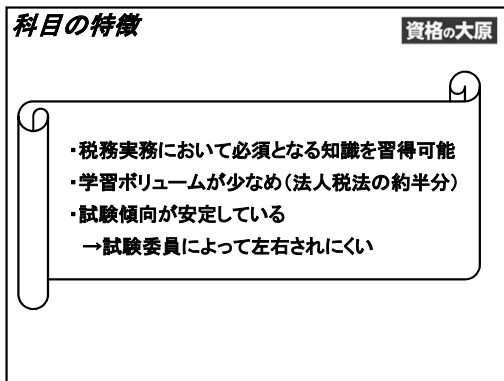 科目の特徴
資格の大原
・税務実務において必須となる知識を習得可能
・学習ボリュームが少なめ（法人税法の約半分）
・試験傾向が安定している
→試験委員によって左右されにくい